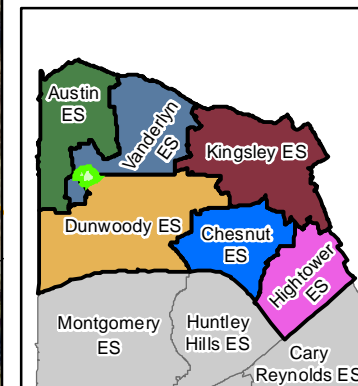 Austin
ES
Vanderlyn
ES
Kingsley ES
Dunwoody ES
Chesnut
ES
Hightower
ES
Montgomery
ES
Huntley
Hills ES
Cary
Reynolds ES